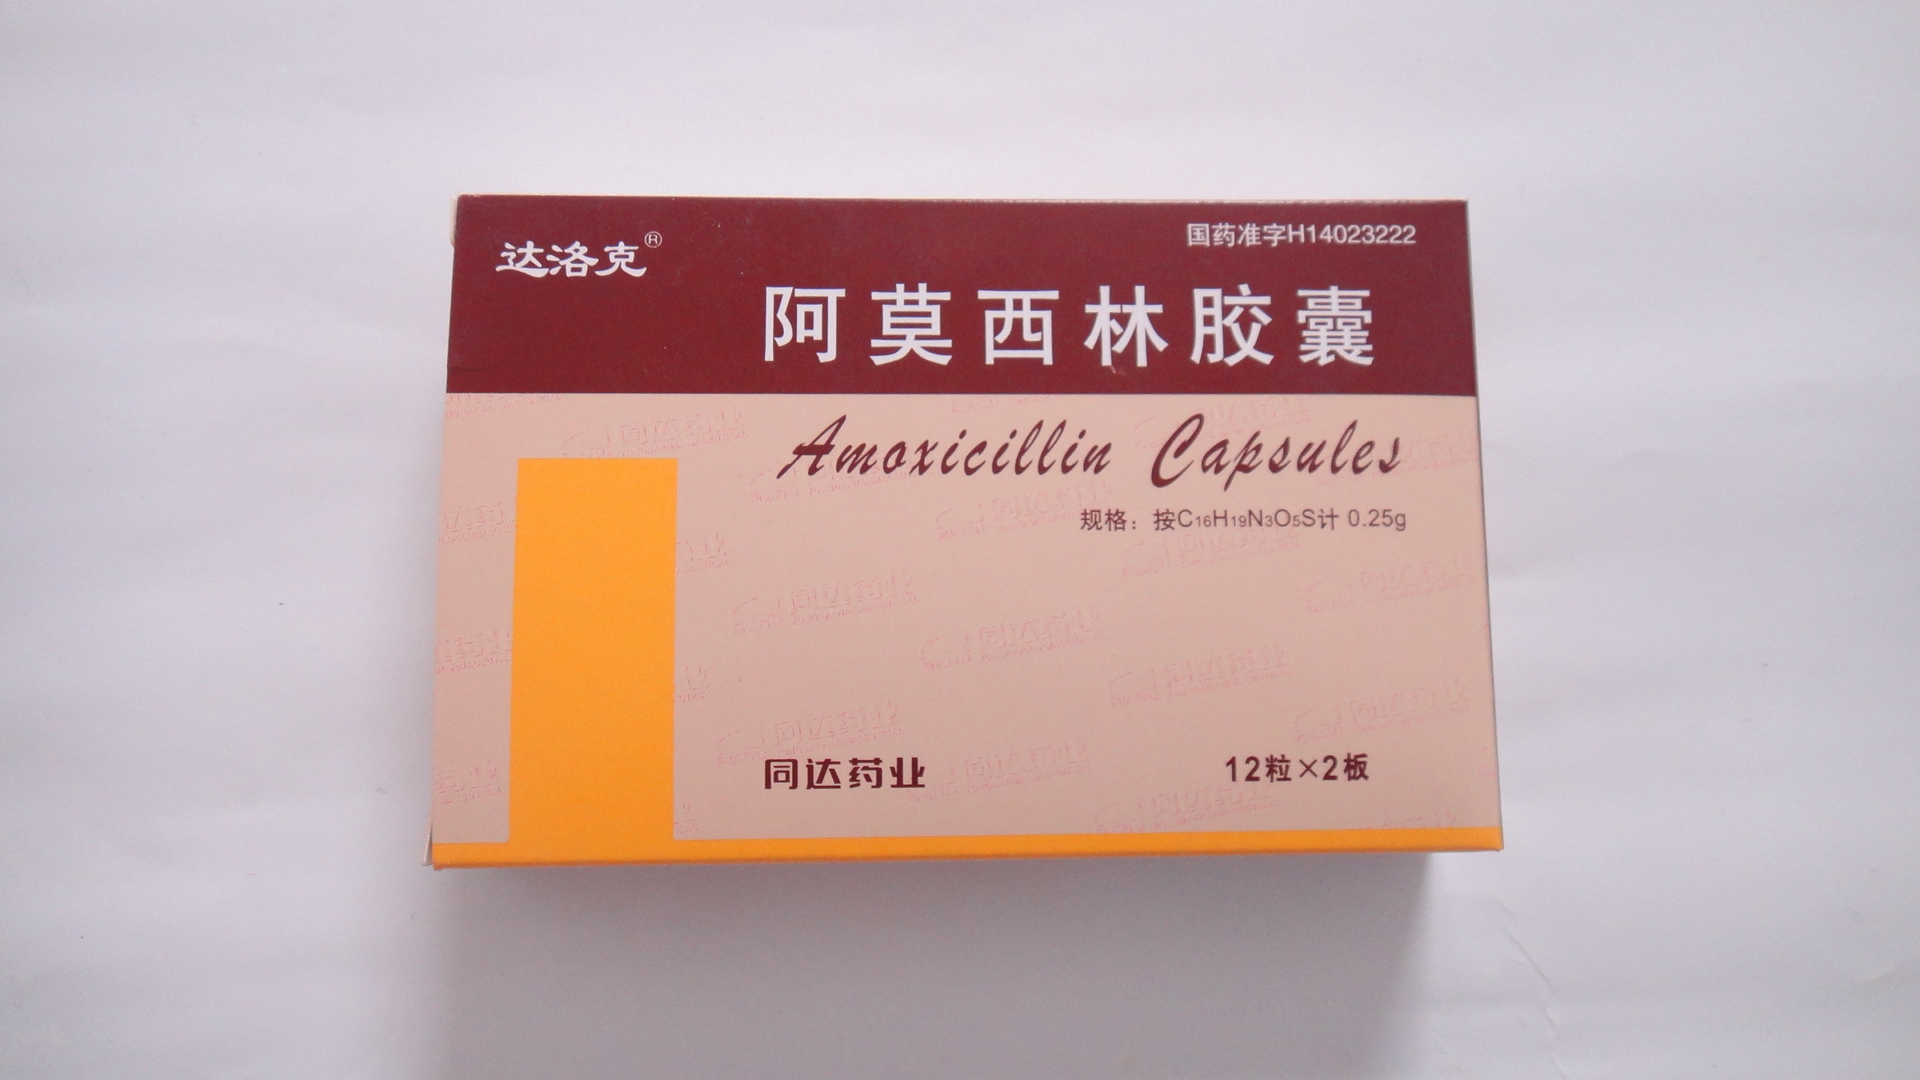 达洛克®
国药准字H14023222
阿莫西林胶囊
Amoxicillin Capsules
规格：按C₁₆H₁₉N₃O₅S计 0.25g
同达药业
12粒×2板